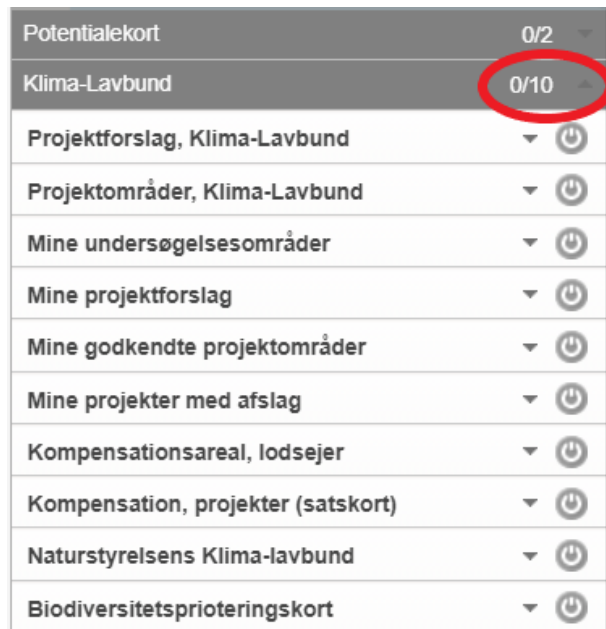 Potentialekort 0/2
Klima-Lavbund 0/10
Projektforslag, Klima-Lavbund
Projektområder, Klima-Lavbund
Mine undersøgelsesområder
Mine projektforslag
Mine godkendte projektområder
Mine projekter med afslag
Kompensationsareal, lodsejer
Kompensation, projekter (satskort)
Naturstyrelsens Klima-lavbund
Biodiversitetsprioteringskort